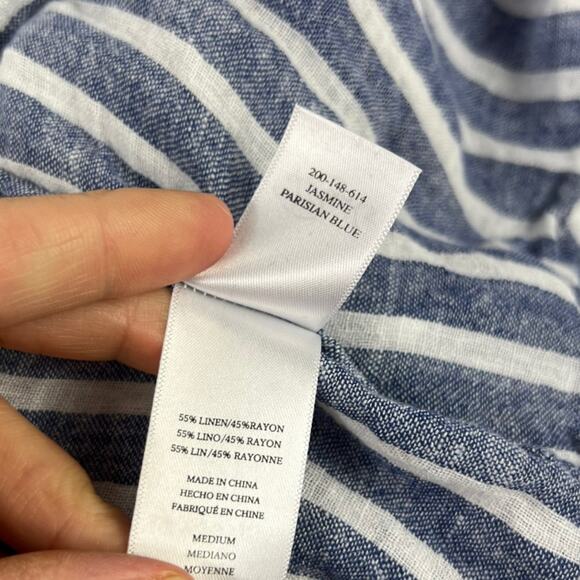 200-148-614
JASMINE
PARISIAN BLUE
55% LINEN/45%RAYON
55% LINO/45% RAYON
55% LIN/45% RAYONNE
MADE IN CHINA
HECHO EN CHINA
FABRIQUÉ EN CHINE
MEDIUM
MEDIANO
MOYENNE